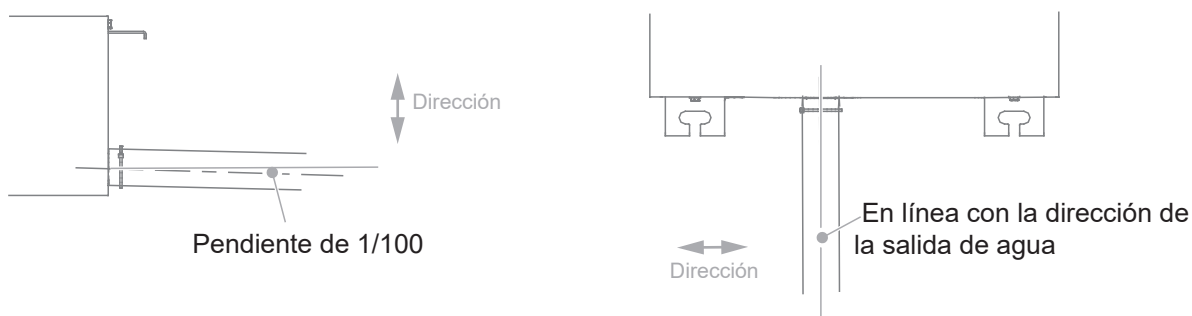 Dirección
Pendiente de 1/100
En línea con la dirección de
la salida de agua
Dirección